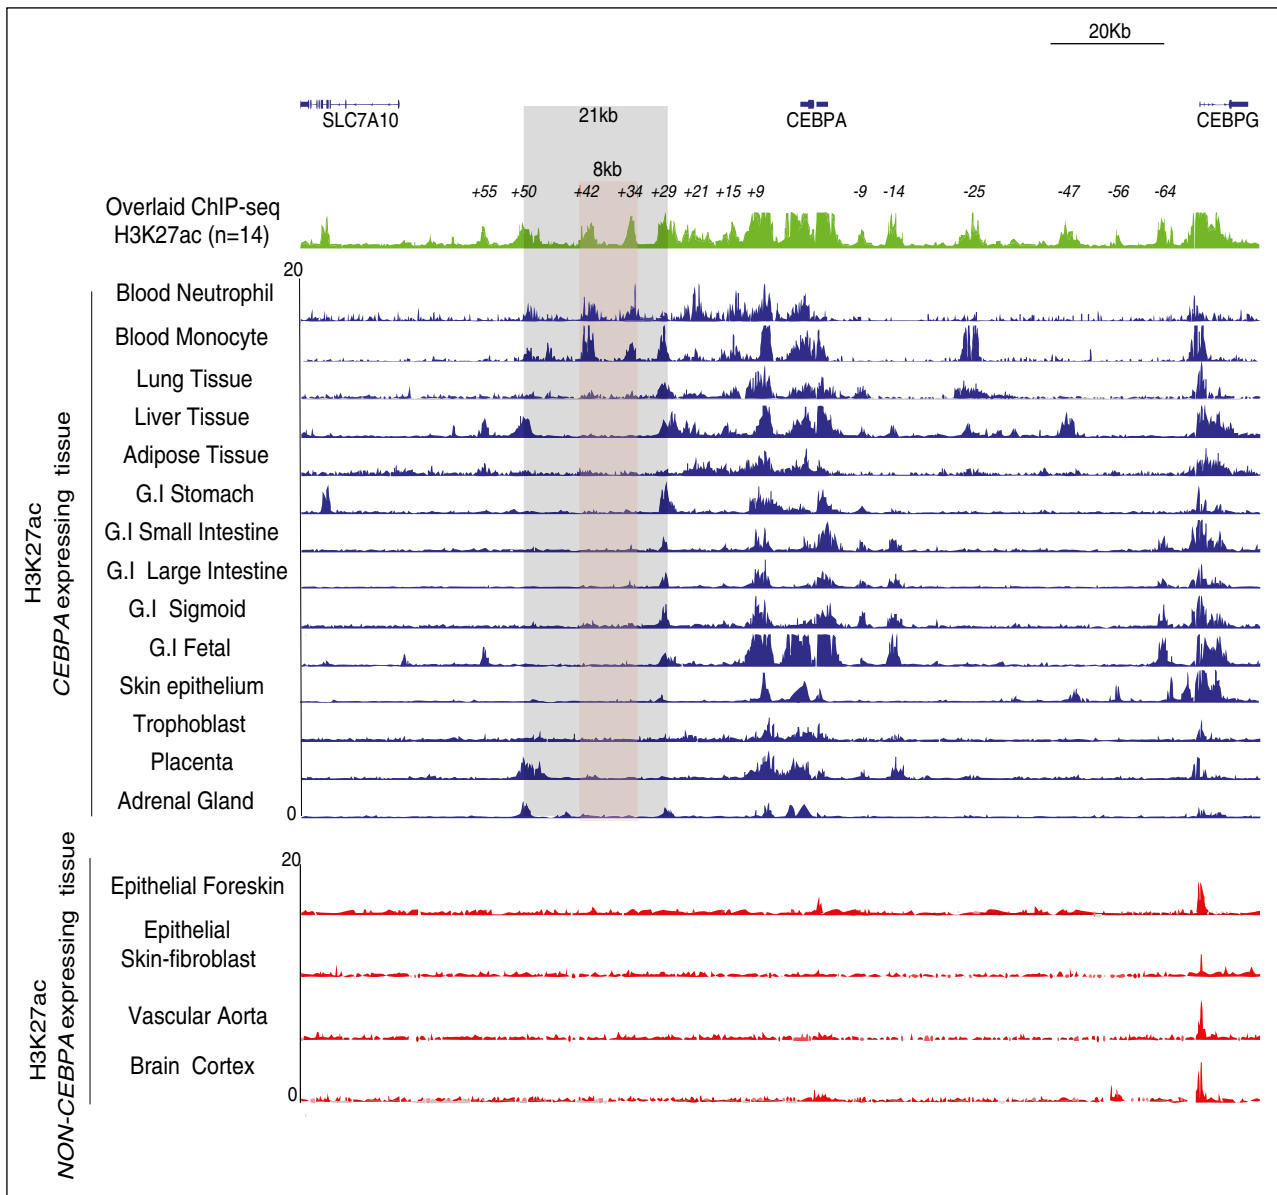 20Kb
SLC7A10
21kb
CEBPA
CEBPG
8kb
+55 +50 +42 +34 +29 +21 +15 +9 -9 -14 -25 -47 -56 -64
Overlaid ChIP-seq
H3K27ac (n=14)
20
Blood Neutrophil
Blood Monocyte
Lung Tissue
Liver Tissue
Adipose Tissue
G.I Stomach
G.I Small Intestine
G.I Large Intestine
G.I Sigmoid
G.I Fetal
Skin epithelium
Trophoblast
Placenta
Adrenal Gland
0
H3K27ac
CEBPA expressing tissue
20
Epithelial Foreskin
Epithelial
Skin-fibroblast
Vascular Aorta
Brain Cortex
0
H3K27ac
NON-CEBPA expressing tissue